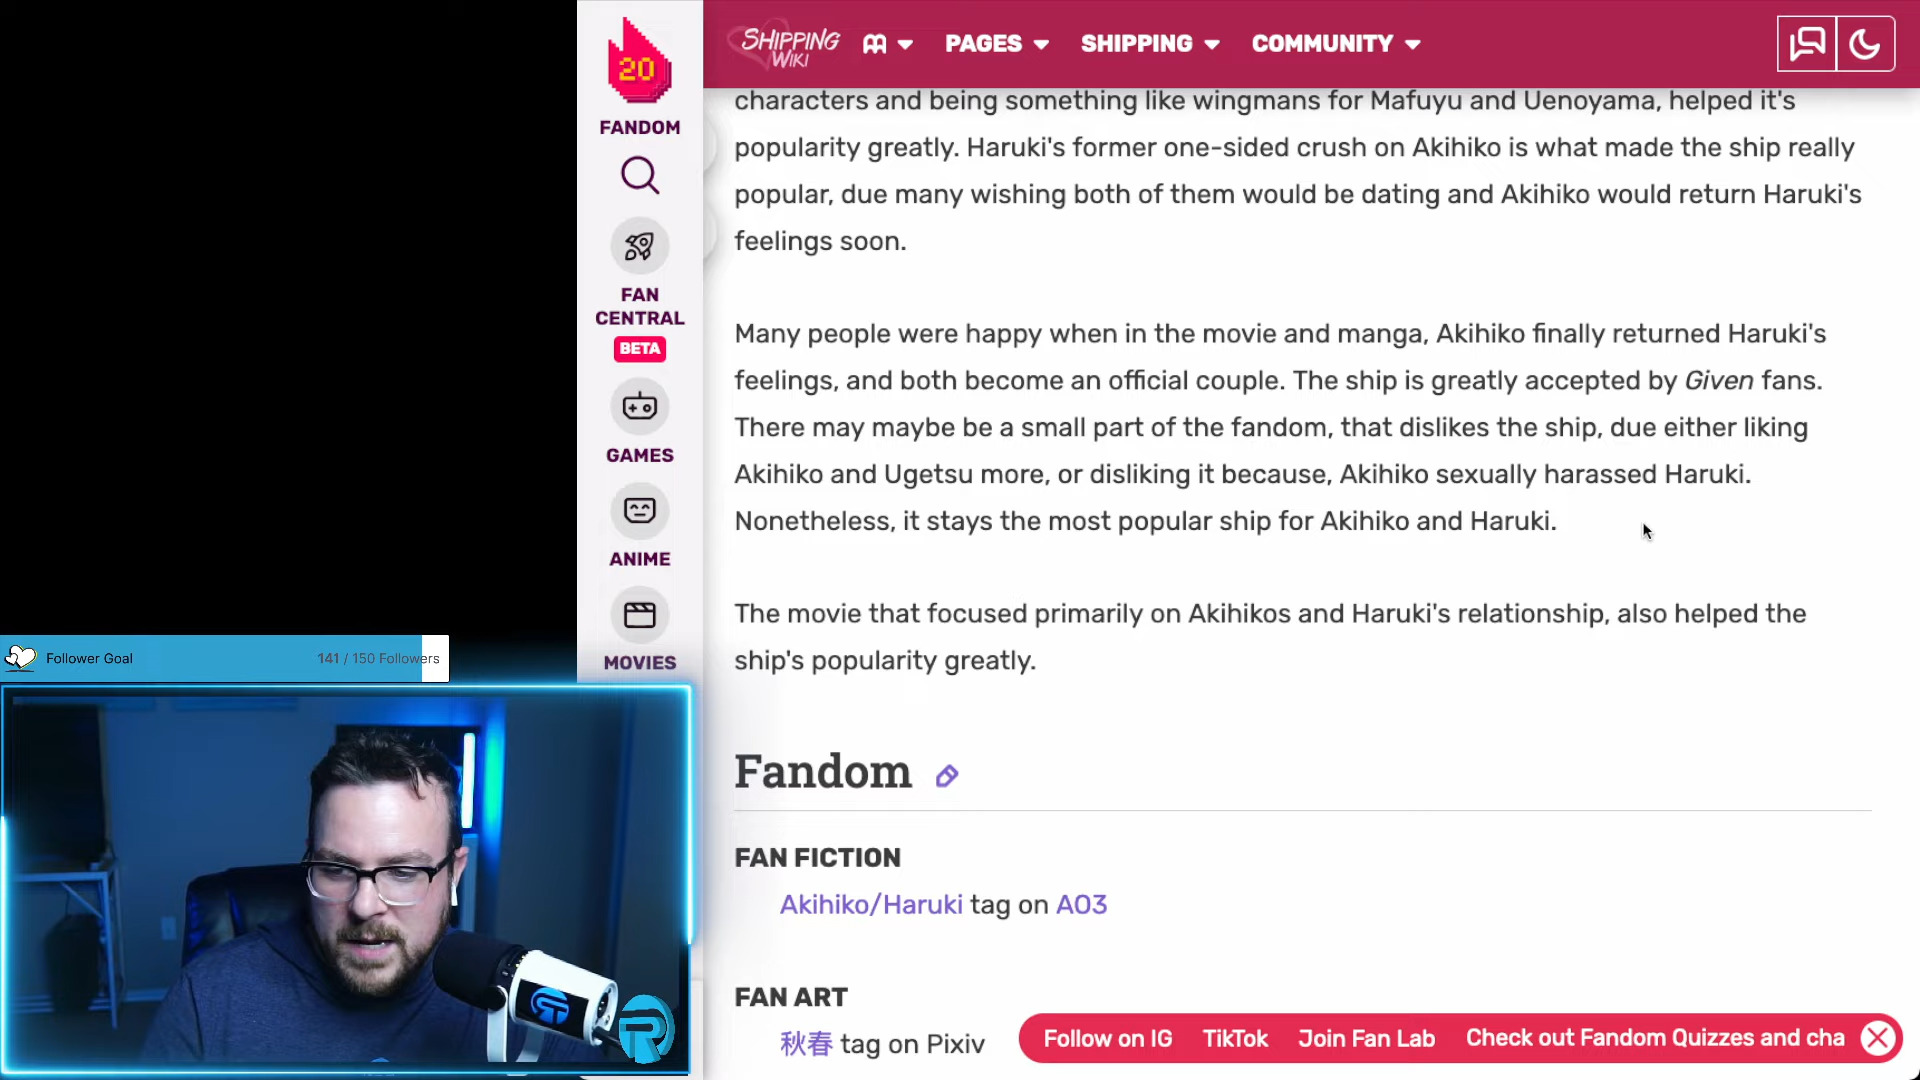 20
FANDOM
FAN
CENTRAL
BETA
GAMES
ANIME
MOVIES
SHIPPING
WIKI
PAGES
SHIPPING
COMMUNITY
characters and being something like wingmans for Mafuyu and Uenoyama, helped it's
popularity greatly. Haruki's former one-sided crush on Akihiko is what made the ship really
popular, due many wishing both of them would be dating and Akihiko would return Haruki's
feelings soon.
Many people were happy when in the movie and manga, Akihiko finally returned Haruki's
feelings, and both become an official couple. The ship is greatly accepted by Given fans.
There may maybe be a small part of the fandom, that dislikes the ship, due either liking
Akihiko and Ugetsu more, or disliking it because, Akihiko sexually harassed Haruki.
Nonetheless, it stays the most popular ship for Akihiko and Haruki.
The movie that focused primarily on Akihikos and Haruki's relationship, also helped the
ship's popularity greatly.
Fandom
FAN FICTION
Akihiko/Haruki tag on AO3
FAN ART
秋春 tag on Pixiv
Follow on IG TikTok Join Fan Lab Check out Fandom Quizzes and cha
Follower Goal 141 / 150 Followers